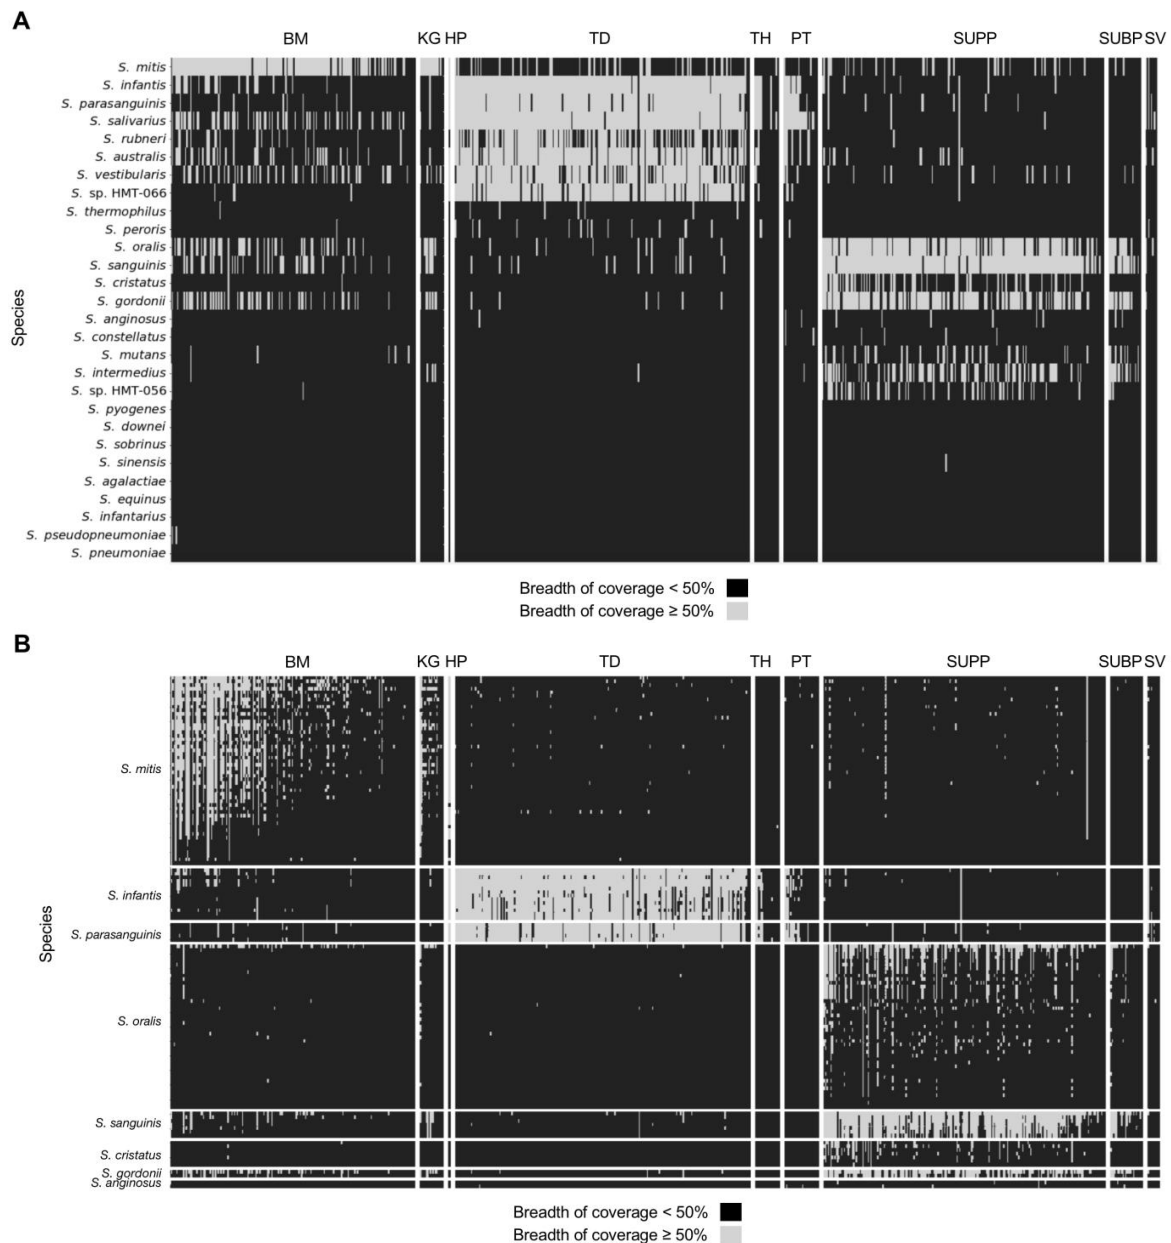 A
BM KG HP TD TH PT SUPP SUBP SV
S. mitis
S. infantis
S. parasanguinis
S. salivarius
S. rubneri
S. australis
S. vestibularis
S. sp. HMT-066
S. thermophilus
S. peroris
S. oralis
S. sanguinis
S. cristatus
S. gordonii
S. anginosus
S. constellatus
S. mutans
S. intermedius
S. sp. HMT-056
S. pyogenes
S. downei
S. sobrinus
S. sinensis
S. agalactiae
S. equinus
S. infantarius
S. pseudopneumoniae
S. pneumoniae
Species
Breadth of coverage < 50%
Breadth of coverage ≥ 50%
B
BM KG HP TD TH PT SUPP SUBP SV
S. mitis
S. infantis
S. parasanguinis
S. oralis
S. sanguinis
S. cristatus
S. gordonii
S. anginosus
Species
Breadth of coverage < 50%
Breadth of coverage ≥ 50%